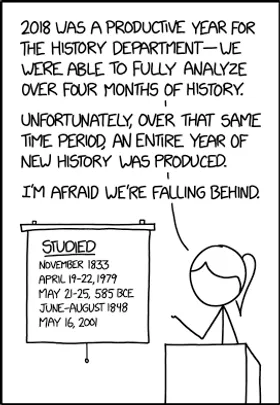 2018 WAS A PRODUCTIVE YEAR FOR
THE HISTORY DEPARTMENT—WE
WERE ABLE TO FULLY ANALYZE
OVER FOUR MONTHS OF HISTORY.
UNFORTUNATELY, OVER THAT SAME
TIME PERIOD, AN ENTIRE YEAR OF
NEW HISTORY WAS PRODUCED.
I'M AFRAID WE'RE FALLING BEHIND.
STUDIED
NOVEMBER 1833
APRIL 19-22, 1979
MAY 21-25, 585 BCE
JUNE-AUGUST 1848
MAY 16, 2001